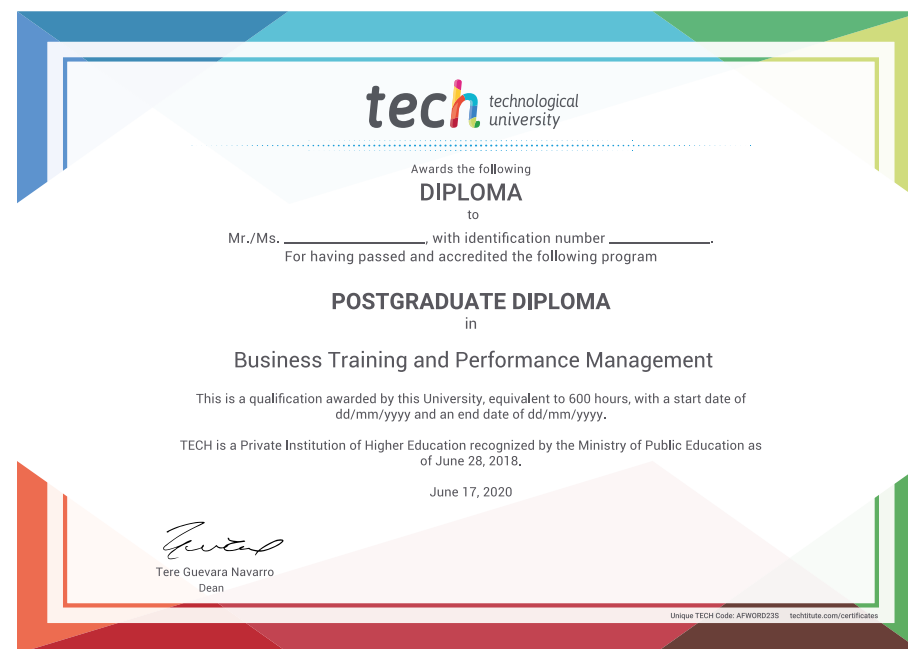 tech technological
university
Awards the following
DIPLOMA
to
Mr./Ms. ____________, with identification number ____________.
For having passed and accredited the following program
POSTGRADUATE DIPLOMA
in
Business Training and Performance Management
This is a qualification awarded by this University, equivalent to 600 hours, with a start date of
dd/mm/yyyy and an end date of dd/mm/yyyy.
TECH is a Private Institution of Higher Education recognized by the Ministry of Public Education as
of June 28, 2018.
June 17, 2020
Tere Guevara Navarro
Dean
Unique TECH Code: AFWORD23S techtitute.com/certificates